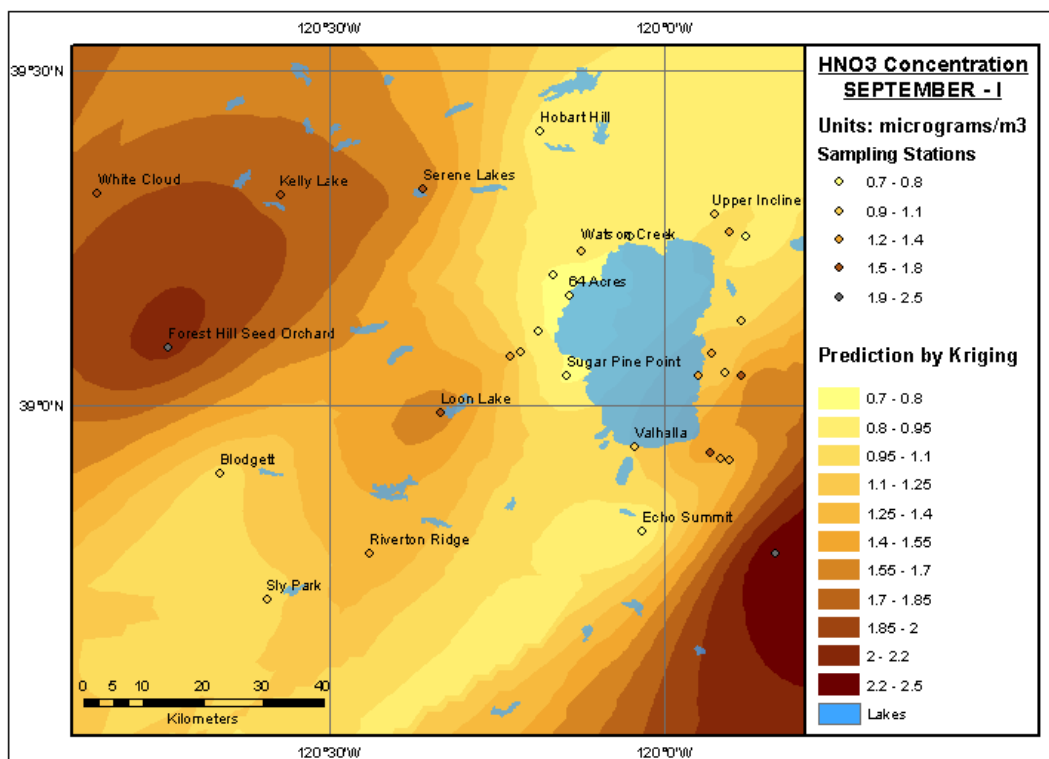 120°30'W 120°0'W
39°30'N
HNO3 Concentration
SEPTEMBER - I
Units: micrograms/m3
Sampling Stations
0.7 - 0.8
0.9 - 1.1
1.2 - 1.4
1.5 - 1.8
1.9 - 2.5
Prediction by Kriging
0.7 - 0.8
0.8 - 0.95
0.95 - 1.1
1.1 - 1.25
1.25 - 1.4
1.4 - 1.55
1.55 - 1.7
1.7 - 1.85
1.85 - 2
2 - 2.2
2.2 - 2.5
Lakes
Hobart Hill
White Cloud
Kelly Lake
Serene Lakes
Upper Incline
Watson Creek
64 Acres
Forest Hill Seed Orchard
Sugar Pine Point
39°0'N
Loon Lake
Valhalla
Blodgett
Echo Summit
Riverton Ridge
Sly Park
0 5 10 20 30 40
Kilometers
120°30'W 120°0'W